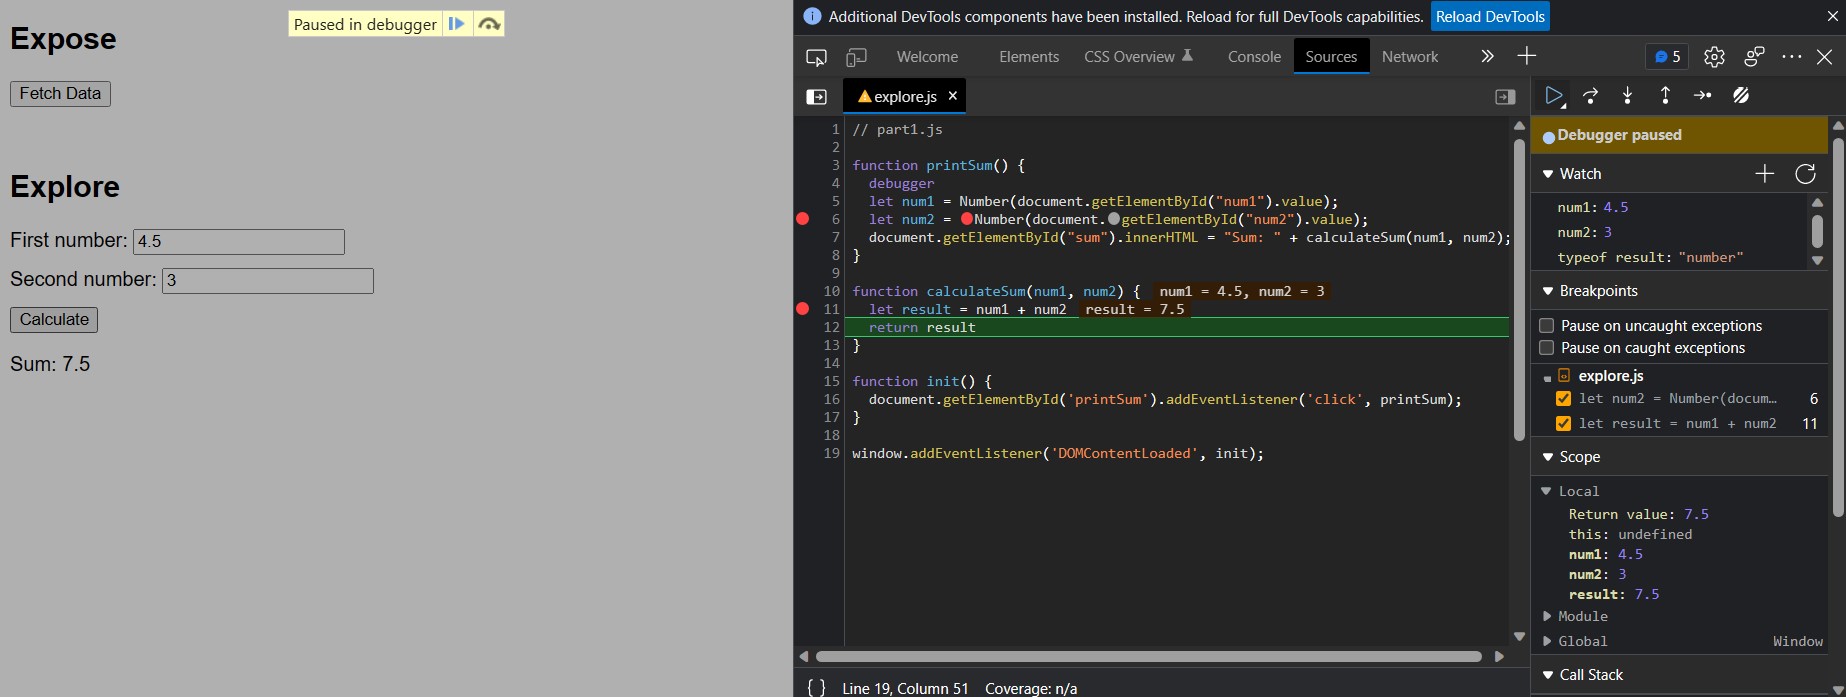 Expose
Paused in debugger
Fetch Data
Explore
First number: 4.5
Second number: 3
Calculate
Sum: 7.5
Additional DevTools components have been installed. Reload for full DevTools capabilities. Reload DevTools
Welcome Elements CSS Overview Console Sources Network 5
explore.js
1 // part1.js
2
3 function printSum() {
4 debugger
5 let num1 = Number(document.getElementById("num1").value);
6 let num2 = Number(document.getElementById("num2").value);
7 document.getElementById("sum").innerHTML = "Sum: " + calculateSum(num1, num2);
8 }
9
10 function calculateSum(num1, num2) { num1 = 4.5, num2 = 3
11 let result = num1 + num2 result = 7.5
12 return result
13 }
14
15 function init() {
16 document.getElementById('printSum').addEventListener('click', printSum);
17 }
18
19 window.addEventListener('DOMContentLoaded', init);
{ } Line 19, Column 51 Coverage: n/a
Debugger paused
Watch
num1: 4.5
num2: 3
typeof result: "number"
Breakpoints
Pause on uncaught exceptions
Pause on caught exceptions
explore.js
let num2 = Number(docum… 6
let result = num1 + num2 11
Scope
Local
Return value: 7.5
this: undefined
num1: 4.5
num2: 3
result: 7.5
Module
Global Window
Call Stack